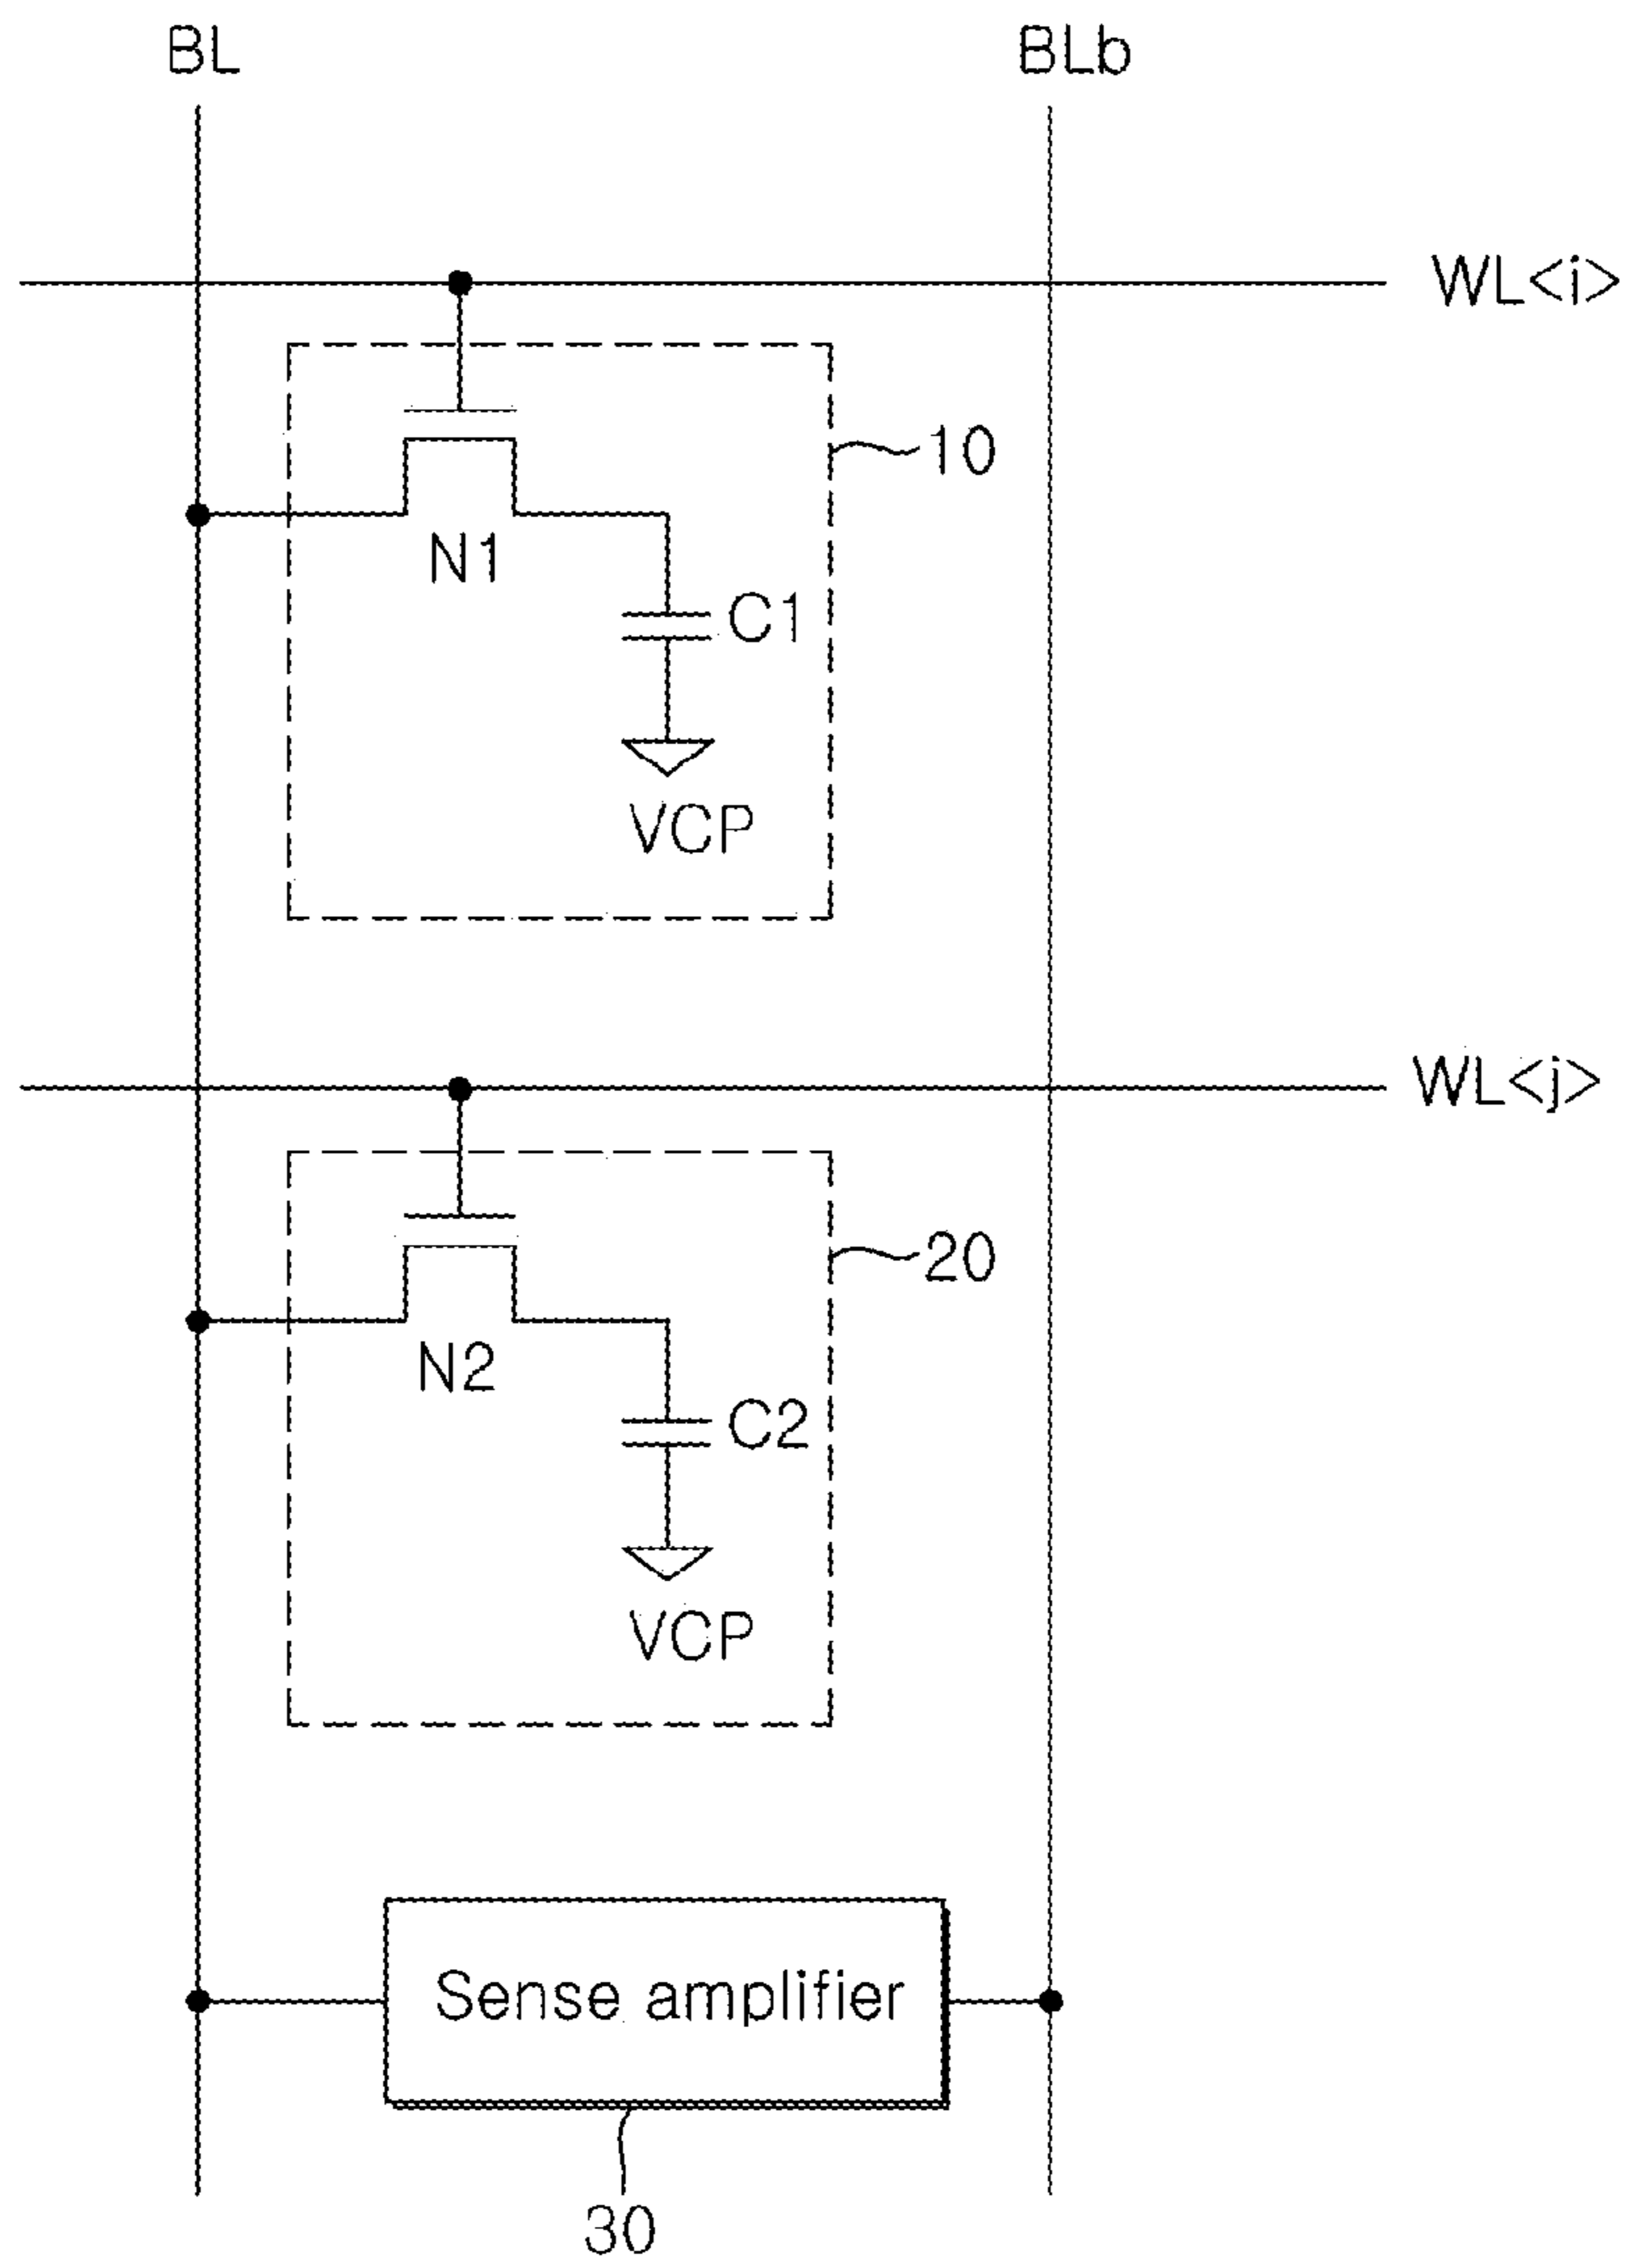 BL BLb
WL<i>
10
N1
C1
VCP
WL<j>
20
N2
C2
VCP
Sense amplifier
30